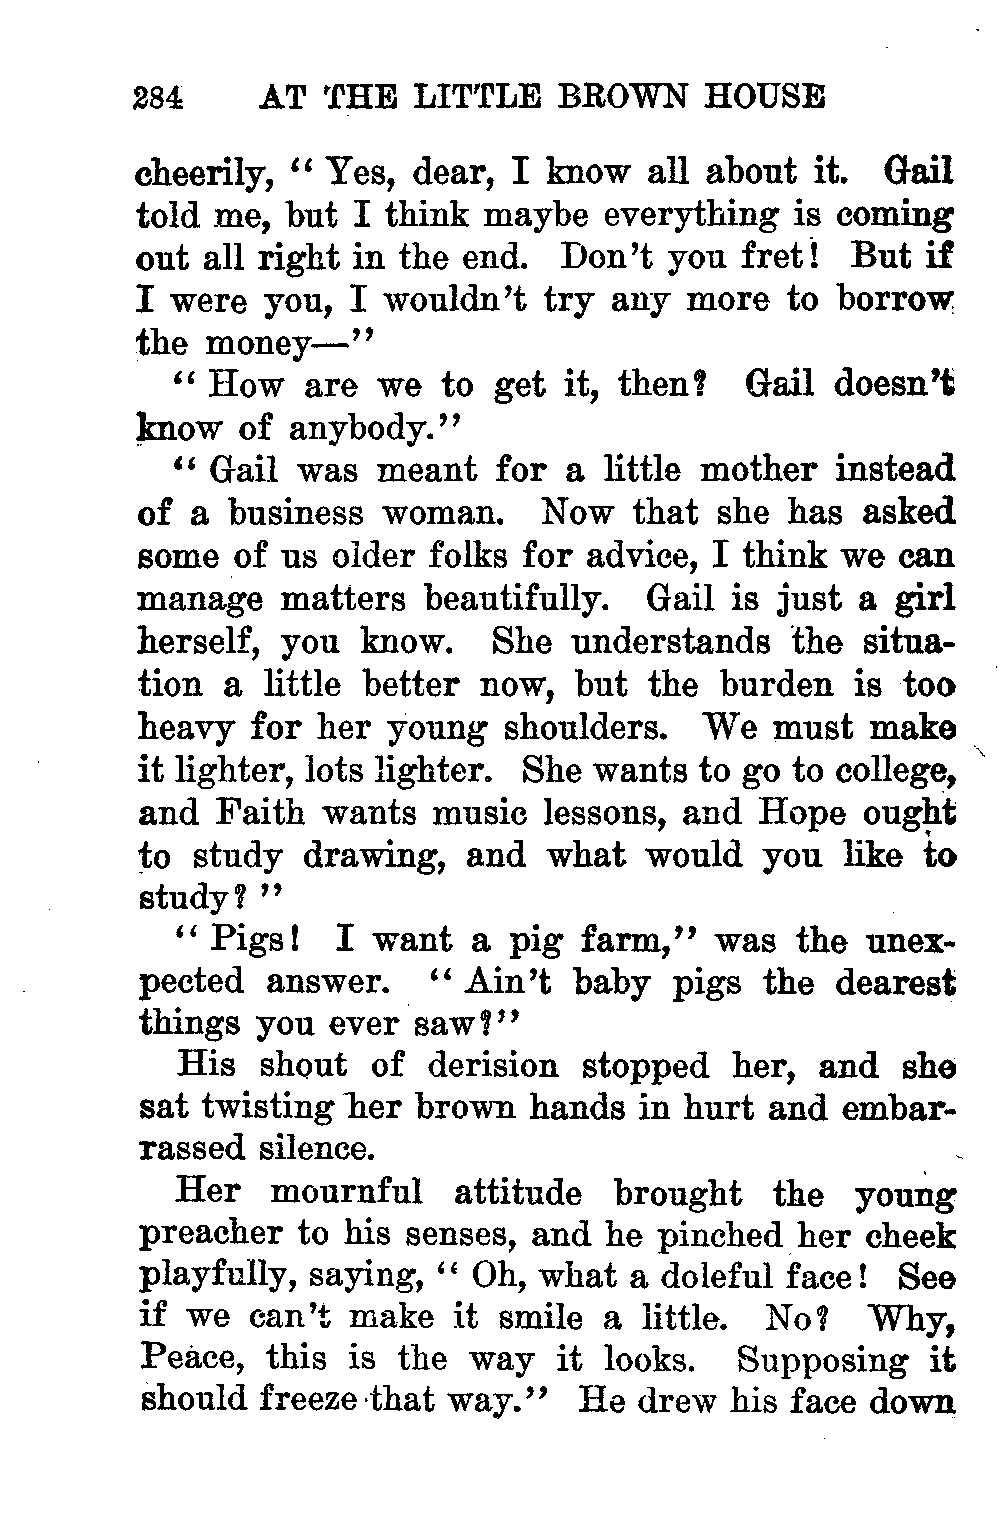 284 AT THE LITTLE BROWN HOUSE
cheerily, “ Yes, dear, I know all about it. Gail
told me, but I think maybe everything is coming
out all right in the end. Don’t you fret! But if
I were you, I wouldn’t try any more to borrow
the money—”
“ How are we to get it, then? Gail doesn’t
know of anybody.”
“ Gail was meant for a little mother instead
of a business woman. Now that she has asked
some of us older folks for advice, I think we can
manage matters beautifully. Gail is just a girl
herself, you know. She understands the situa-
tion a little better now, but the burden is too
heavy for her young shoulders. We must make
it lighter, lots lighter. She wants to go to college,
and Faith wants music lessons, and Hope ought
to study drawing, and what would you like to
study? ”
“ Pigs! I want a pig farm,” was the unex-
pected answer. “ Ain’t baby pigs the dearest
things you ever saw?”
His shout of derision stopped her, and she
sat twisting her brown hands in hurt and embar-
rassed silence.
Her mournful attitude brought the young
preacher to his senses, and he pinched her cheek
playfully, saying, “ Oh, what a doleful face! See
if we can’t make it smile a little. No? Why,
Peace, this is the way it looks. Supposing it
should freeze that way.” He drew his face down